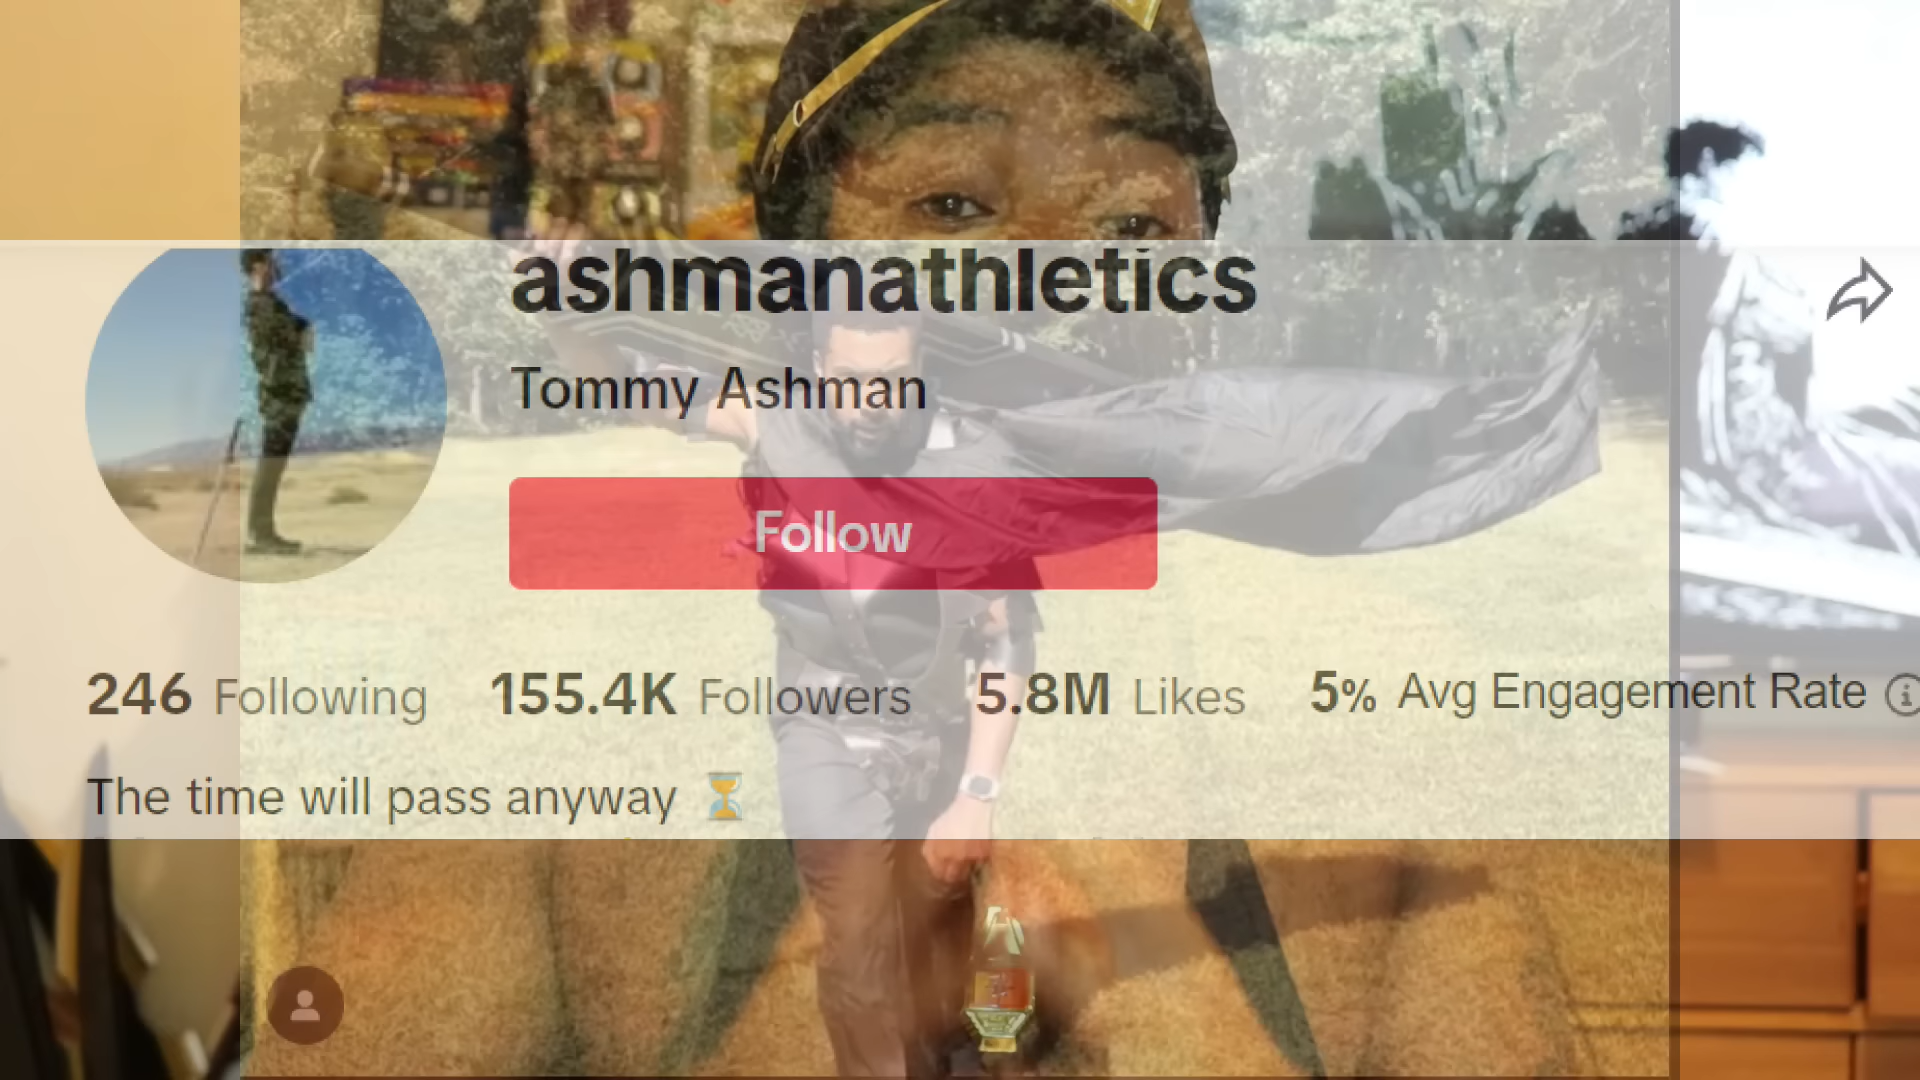 ashmanathletics
Tommy Ashman
Follow
246 Following 155.4K Followers 5.8M Likes 5% Avg Engagement Rate
The time will pass anyway ⏳